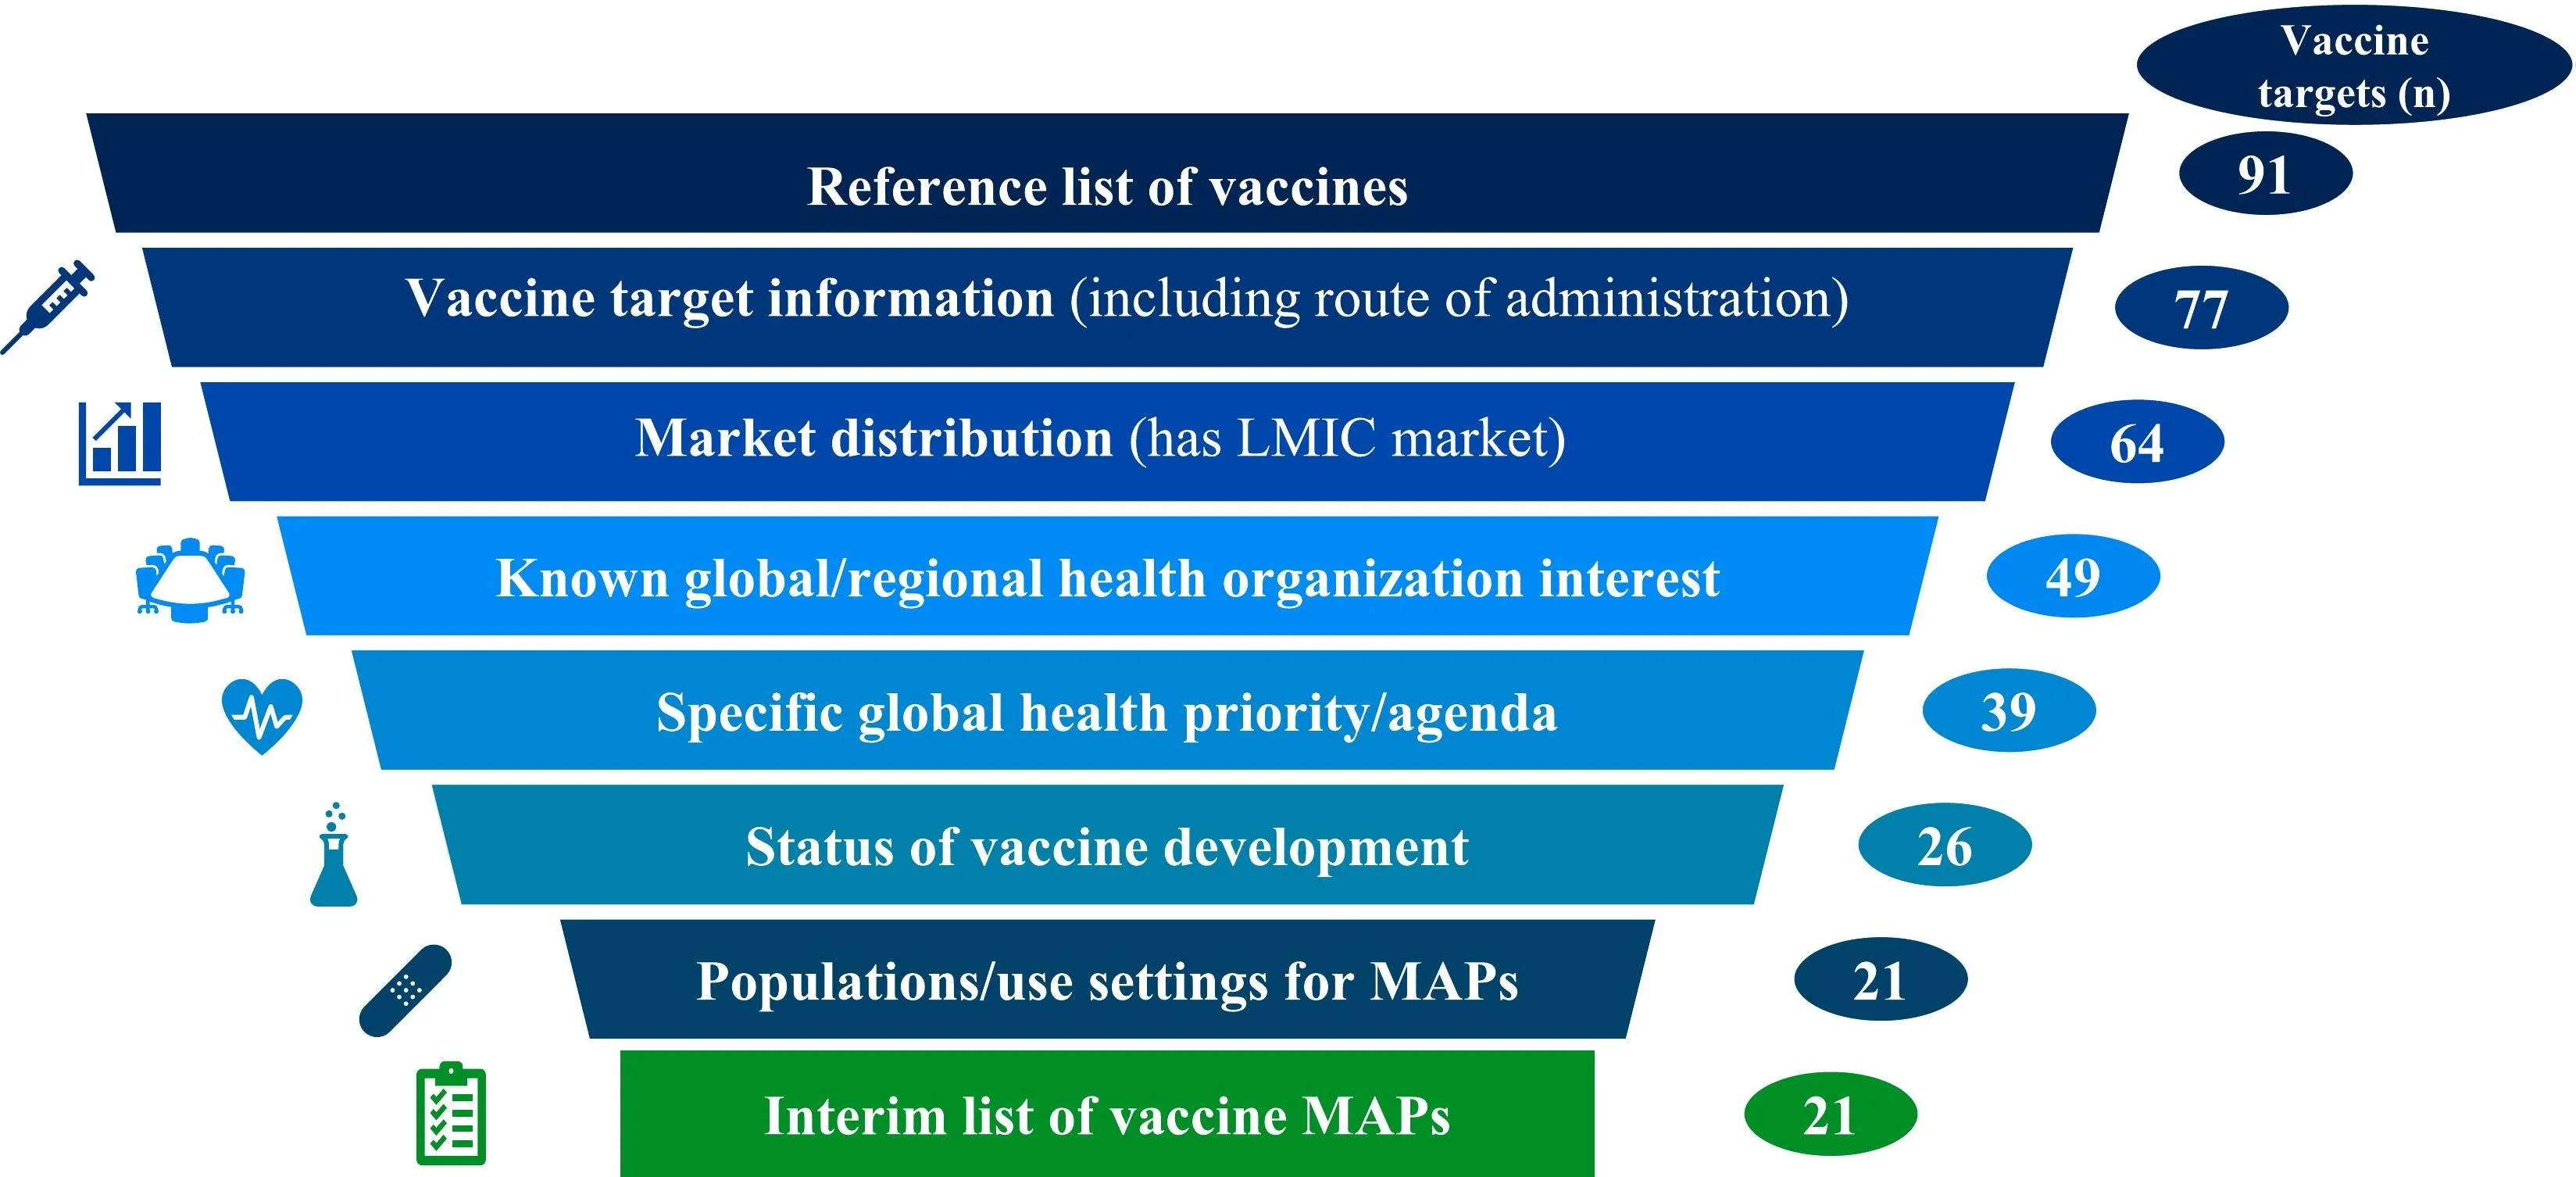 Vaccine
targets (n)
Reference list of vaccines
91
Vaccine target information (including route of administration)
77
Market distribution (has LMIC market)
64
Known global/regional health organization interest
49
Specific global health priority/agenda
39
Status of vaccine development
26
Populations/use settings for MAPs
21
Interim list of vaccine MAPs
21